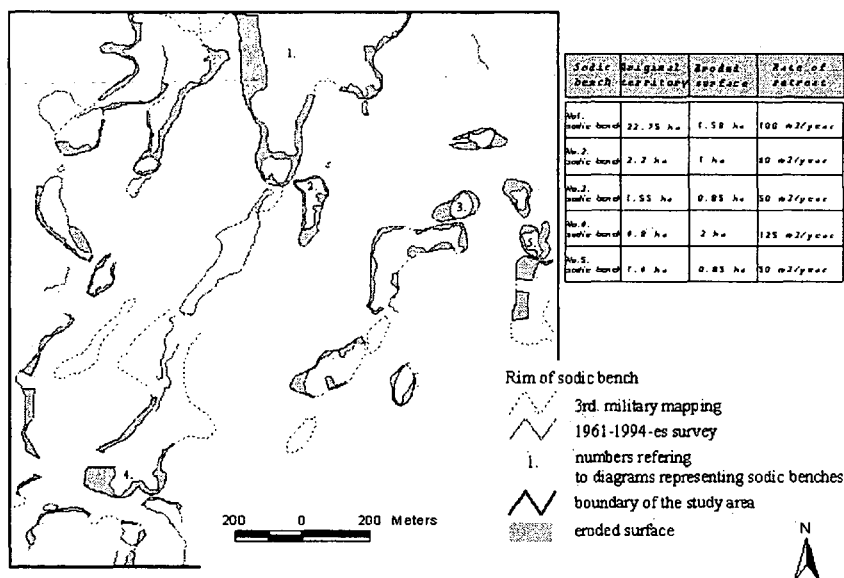 1.
2.
3.
4.
5.
Sodic bench Original territory Eroded surface Rate of retreat
No1. sodic bench 22.75 ha 1.58 ha 100 m2/year
No.2. sodic bench 2.2 ha 1 ha m2/year
No.3. sodic bench 1.55 ha 0.85 ha 50 m2/year
No.4. sodic bench ha 2 ha 125 m2/year
No.5. sodic bench ha 0.85 ha 50 m2/year
Rim of sodic bench
3rd. military mapping
1961-1994-es survey
1. numbers refering
to diagrams representing sodic benches
boundary of the study area
eroded surface
200 0 200 Meters
N